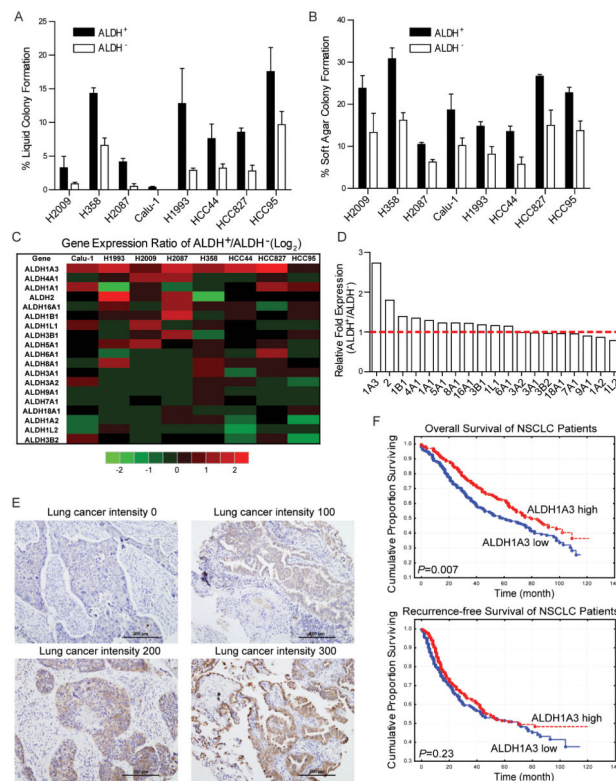 A
ALDH+
ALDH-
% Liquid Colony Formation
25
20
15
10
5
0
H2009
H358
H2087
Calu-1
H1993
HCC44
HCC827
HCC95
B
ALDH+
ALDH-
% Soft Agar Colony Formation
40
30
20
10
0
H2009
H358
H2087
Calu-1
H1993
HCC44
HCC827
HCC95
C
Gene Expression Ratio of ALDH+/ALDH-(Log2)
Gene Calu-1 H1993 H2009 H2087 H358 HCC44 HCC827 HCC95
ALDH1A3
ALDH4A1
ALDH1A1
ALDH2
ALDH16A1
ALDH1B1
ALDH1L1
ALDH3B1
ALDH5A1
ALDH6A1
ALDH8A1
ALDH3A1
ALDH3A2
ALDH9A1
ALDH7A1
ALDH18A1
ALDH1A2
ALDH1L2
ALDH3B2
-2 -1 0 1 2
D
Relative Fold Expression
(ALDH+/ALDH-)
3
2
1
0
1A3
2
1B1
4A1
1A1
5A1
8A1
16A1
3B1
1L1
6A1
3A2
3A1
3B2
18A1
7A1
9A1
1A2
1L2
E
Lung cancer intensity 0
Lung cancer intensity 100
Lung cancer intensity 200
Lung cancer intensity 300
F
Overall Survival of NSCLC Patients
Cumulative Proportion Surviving
1.0
0.9
0.8
0.7
0.6
0.5
0.4
0.3
0.2
0.1
ALDH1A3 high
ALDH1A3 low
P=0.007
0 20 40 60 80 100 120 14
Time (month)
Recurrence-free Survival of NSCLC Patients
Cumulative Proportion Surviving
1.0
0.9
0.8
0.7
0.6
0.5
0.4
0.3
0.2
0.1
ALDH1A3 high
ALDH1A3 low
P=0.23
0 20 40 60 80 100 120 14
Time (month)